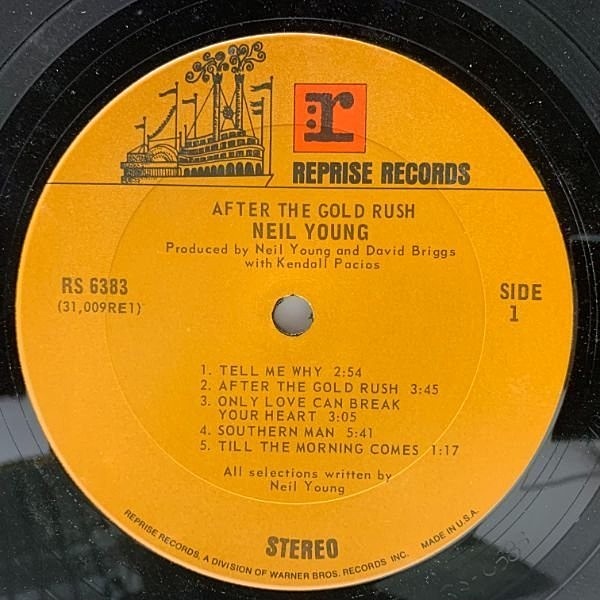 r
REPRISE RECORDS
AFTER THE GOLD RUSH
NEIL YOUNG
Produced by Neil Young and David Briggs
with Kendall Pacios
RS 6383
(31,009RE1)
SIDE
1
1. TELL ME WHY 2:54
2. AFTER THE GOLD RUSH 3:45
3. ONLY LOVE CAN BREAK
YOUR HEART 3:05
4. SOUTHERN MAN 5:41
5. TILL THE MORNING COMES 1:17
All selections written by
Neil Young
STEREO
REPRISE RECORDS, A DIVISION OF WARNER BROS. RECORDS INC. MADE IN U.S.A.